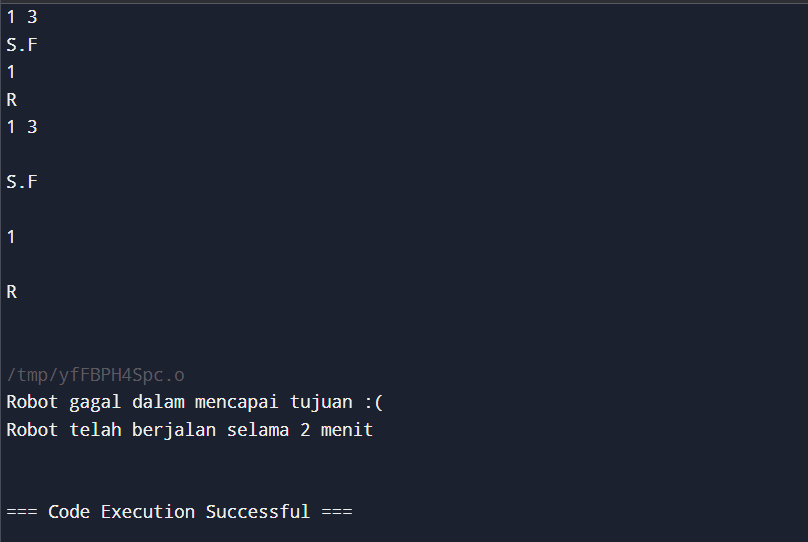 1 3
S.F
1
R
1 3
S.F
1
R
/tmp/yfFBPH4Spc.o
Robot gagal dalam mencapai tujuan :(
Robot telah berjalan selama 2 menit
=== Code Execution Successful ===